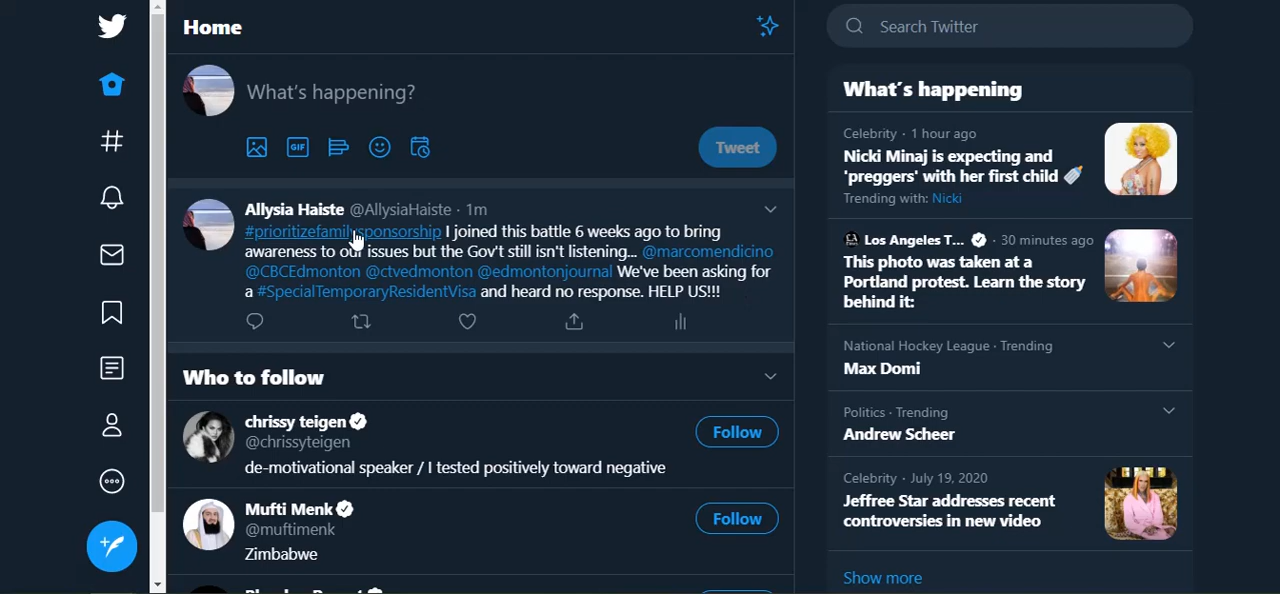 Home
What's happening?
GIF
Tweet
Allysia Haiste @AllysiaHaiste · 1m
#prioritizefamilysponsorship I joined this battle 6 weeks ago to bring
awareness to our issues but the Gov't still isn't listening... @marcomendicino
@CBCEdmonton @ctvedmonton @edmontonjournal We've been asking for
a #SpecialTemporaryResidentVisa and heard no response. HELP US!!!
Who to follow
chrissy teigen
@chrissyteigen
Follow
de-motivational speaker / I tested positively toward negative
Mufti Menk
@muftimenk
Follow
Zimbabwe
Search Twitter
What's happening
Celebrity · 1 hour ago
Nicki Minaj is expecting and
'preggers' with her first child 🍼
Trending with: Nicki
Los Angeles T... · 30 minutes ago
This photo was taken at a
Portland protest. Learn the story
behind it:
National Hockey League · Trending
Max Domi
Politics · Trending
Andrew Scheer
Celebrity · July 19, 2020
Jeffree Star addresses recent
controversies in new video
Show more